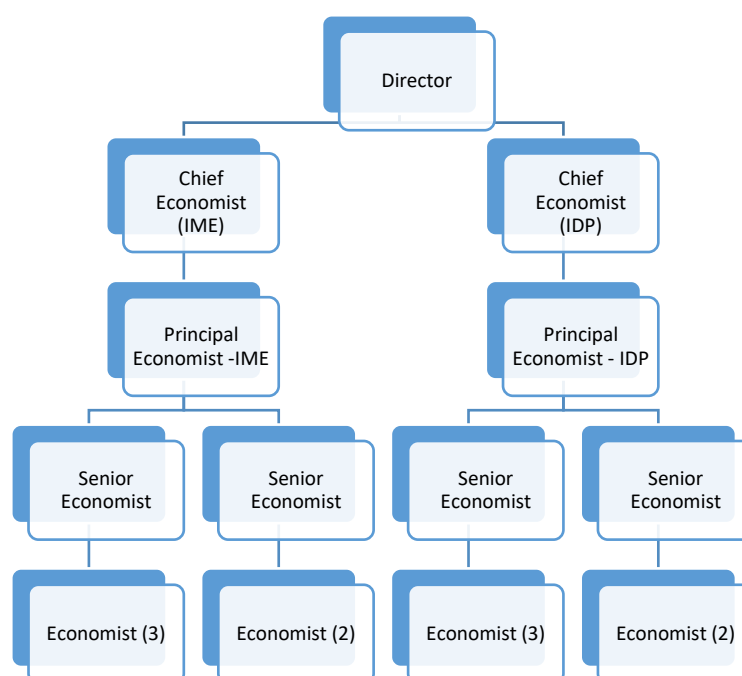 Director
Chief
Economist
(IME)
Chief
Economist
(IDP)
Principal
Economist -IME
Principal
Economist - IDP
Senior
Economist
Senior
Economist
Senior
Economist
Senior
Economist
Economist (3)
Economist (2)
Economist (3)
Economist (2)